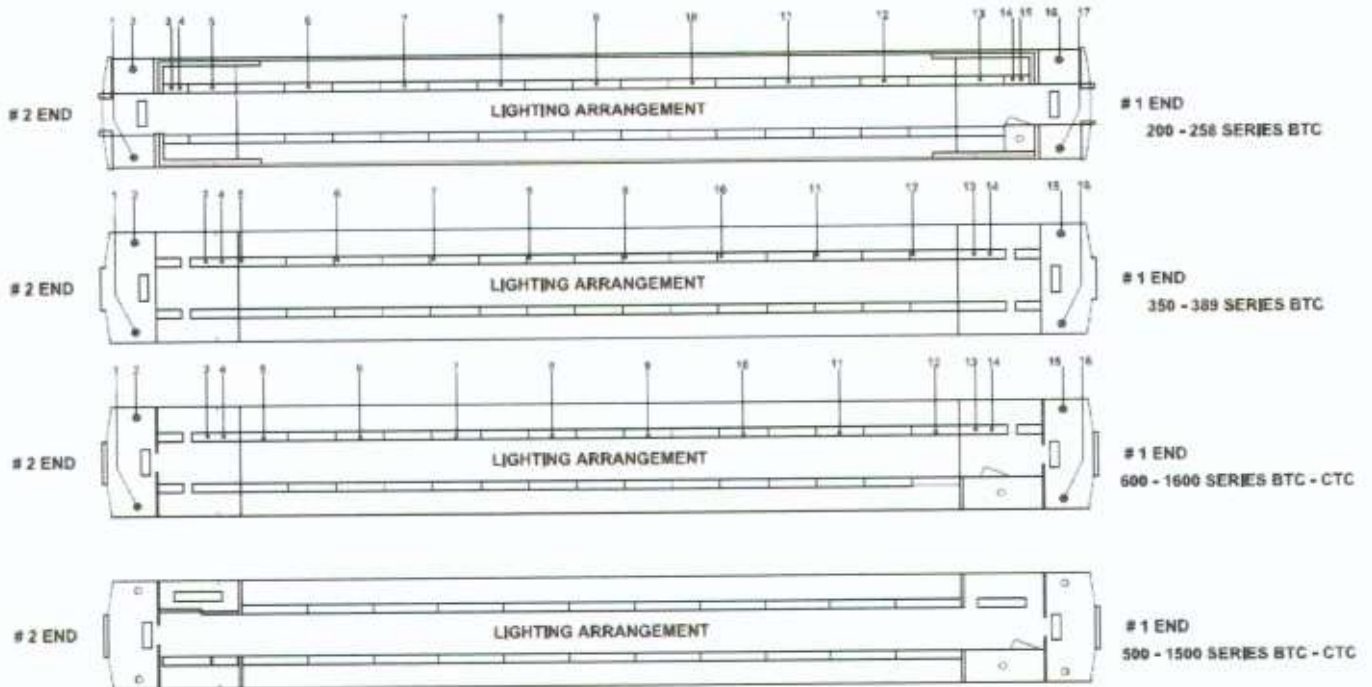 1 2 3 4 5 6 7 8 9 10 11 12 13 14 15 16 17
# 2 END
LIGHTING ARRANGEMENT
# 1 END
200 - 258 SERIES BTC
1 2 3 4 5 6 7 8 9 10 11 12 13 14 15 16
# 2 END
LIGHTING ARRANGEMENT
# 1 END
350 - 389 SERIES BTC
1 2 3 4 5 6 7 8 9 10 11 12 13 14 15 16
# 2 END
LIGHTING ARRANGEMENT
# 1 END
600 - 1600 SERIES BTC - CTC
# 2 END
LIGHTING ARRANGEMENT
# 1 END
500 - 1500 SERIES BTC - CTC